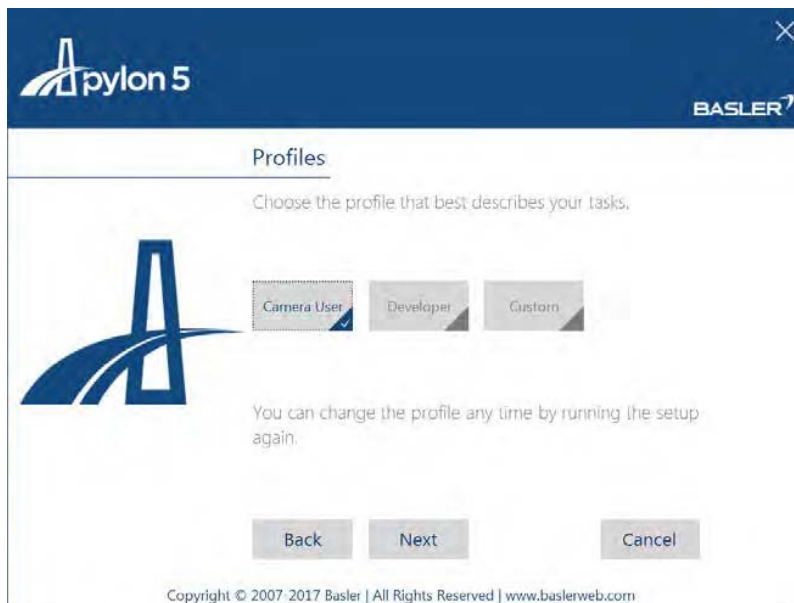 pylon 5
BASLER
Profiles
Choose the profile that best describes your tasks.
Camera User
Developer
Custom
You can change the profile any time by running the setup
again.
Back
Next
Cancel
Copyright © 2007-2017 Basler | All Rights Reserved | www.baslerweb.com